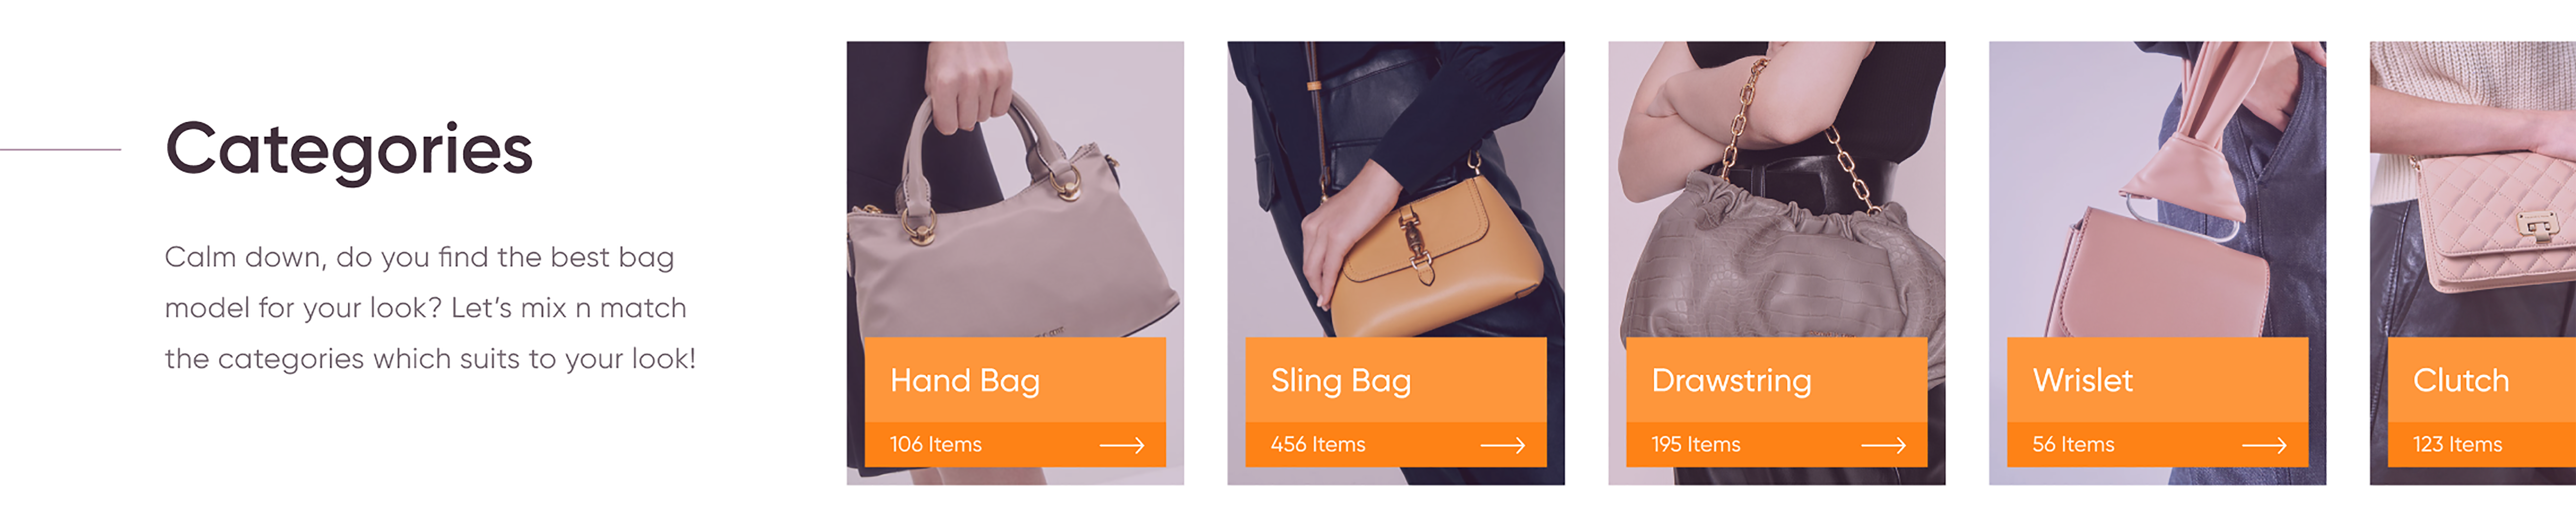 Categories
Calm down, do you find the best bag
model for your look? Let's mix n match
the categories which suits to your look!
Hand Bag
106 Items
Sling Bag
456 Items
Drawstring
195 Items
Wrislet
56 Items
Clutch
123 Items